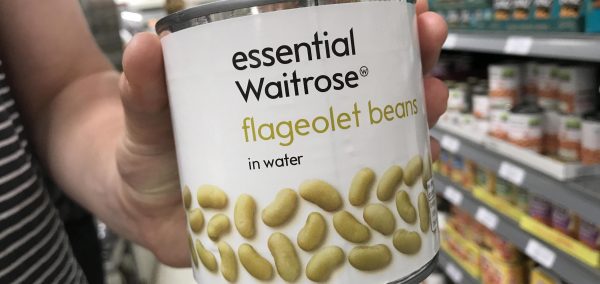 essential
Waitrose
flageolet beans
in water